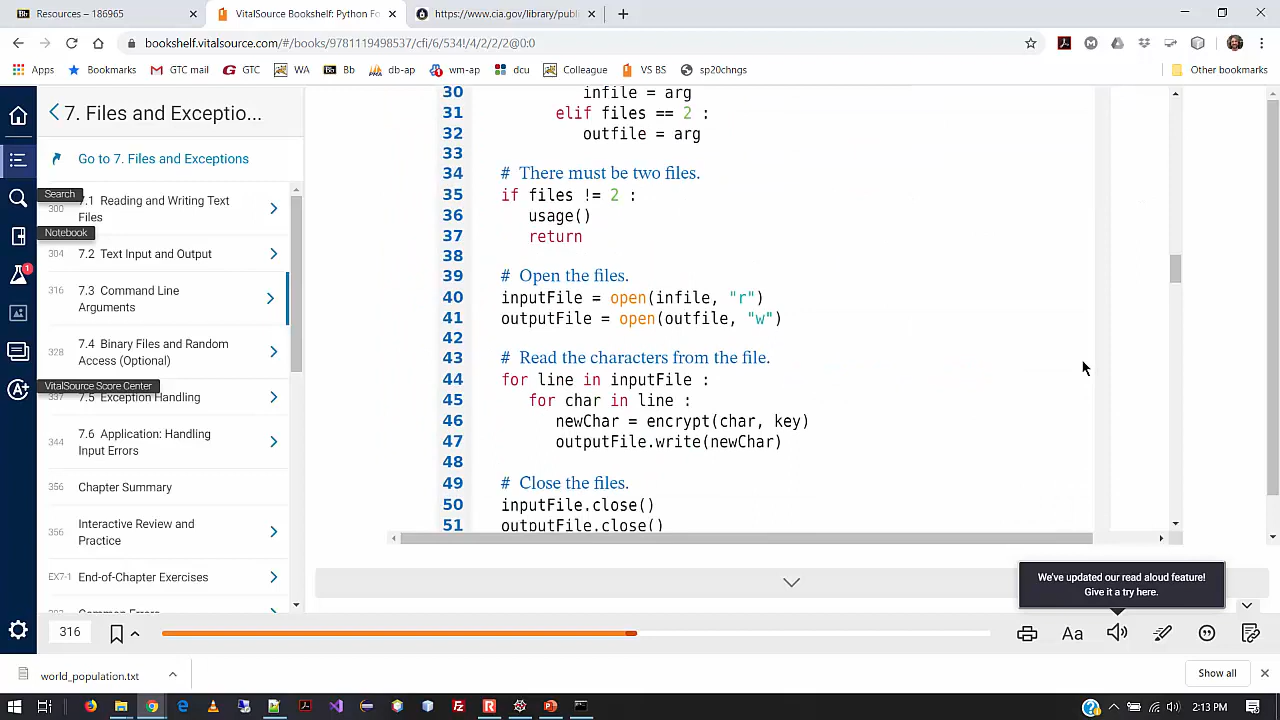 Resources – 186965
VitalSource Bookshelf: Python Fo
https://www.cia.gov/library/publ
bookshelf.vitalsource.com/#/books/9781119498537/cfi/6/534!/4/2/2/2@0:0
Apps
Bookmarks
GTC mail
GTC
WA
Bb
db-ap
wm-ap
dcu
Colleague
VS BS
sp20chngs
Other bookmarks
7. Files and Exceptio...
Go to 7. Files and Exceptions
Search
300 7.1 Reading and Writing Text
Files
Notebook
304 7.2 Text Input and Output
1
316 7.3 Command Line
Arguments
328 7.4 Binary Files and Random
Access (Optional)
VitalSource Score Center
337 7.5 Exception Handling
344 7.6 Application: Handling
Input Errors
356 Chapter Summary
356 Interactive Review and
Practice
EX7-1 End-of-Chapter Exercises
Common Errors
30 infile = arg
31 elif files == 2 :
32 outfile = arg
33
34 # There must be two files.
35 if files != 2 :
36 usage()
37 return
38
39 # Open the files.
40 inputFile = open(infile, "r")
41 outputFile = open(outfile, "w")
42
43 # Read the characters from the file.
44 for line in inputFile :
45 for char in line :
46 newChar = encrypt(char, key)
47 outputFile.write(newChar)
48
49 # Close the files.
50 inputFile.close()
51 outputFile.close()
We've updated our read aloud feature!
Give it a try here.
316
Aa
world_population.txt
Show all
2:13 PM